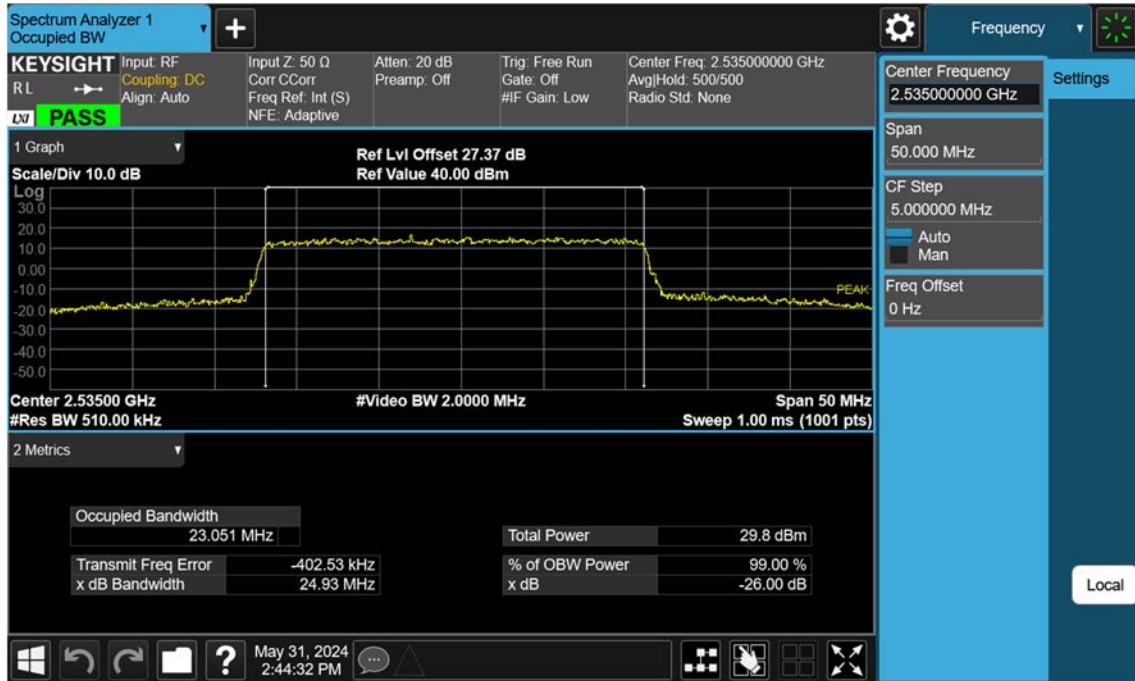 Spectrum Analyzer 1
Occupied BW
+
Frequency
KEYSIGHT
RL
LXI
PASS
Input: RF
Coupling: DC
Align: Auto
Input Z: 50 Ω
Corr CCorr
Freq Ref: Int (S)
NFE: Adaptive
Atten: 20 dB
Preamp: Off
Trig: Free Run
Gate: Off
#IF Gain: Low
Center Freq: 2.535000000 GHz
Avg|Hold: 500/500
Radio Std: None
Center Frequency
2.535000000 GHz
Settings
Span
50.000 MHz
CF Step
5.000000 MHz
Auto
Man
Freq Offset
0 Hz
1 Graph
Scale/Div 10.0 dB
Ref Lvl Offset 27.37 dB
Ref Value 40.00 dBm
Log
30.0
20.0
10.0
0.00
-10.0
-20.0
-30.0
-40.0
-50.0
PEAK
Center 2.53500 GHz
#Video BW 2.0000 MHz
Span 50 MHz
#Res BW 510.00 kHz
Sweep 1.00 ms (1001 pts)
2 Metrics
Occupied Bandwidth
23.051 MHz
Total Power 29.8 dBm
Transmit Freq Error -402.53 kHz
% of OBW Power 99.00 %
x dB Bandwidth 24.93 MHz
x dB -26.00 dB
Local
?
May 31, 2024
2:44:32 PM